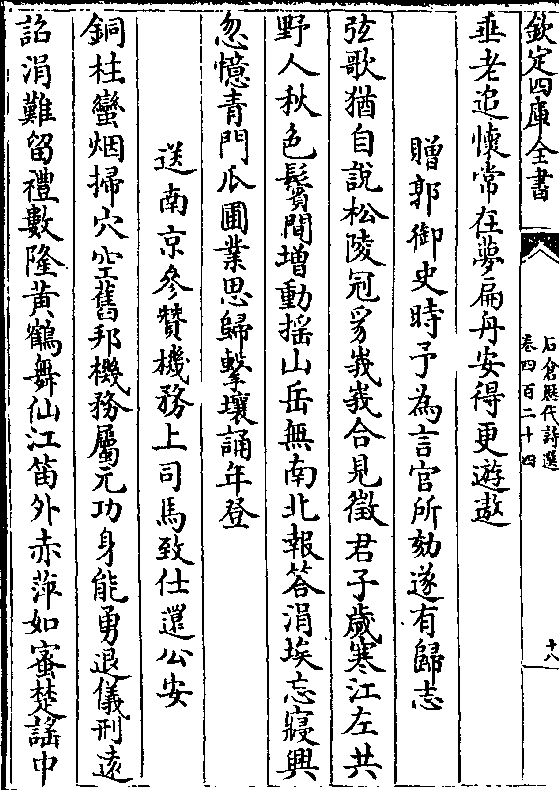 欽定四庫全書
石倉歷代詩選
卷四百二十四
十八
垂老追懷常在夢扁舟安得更遊遨
贈郭御史時予為言官所劾遂有歸志
弦歌猶自說松陵冠豸峩峩合見徵君子歲寒江左共
野人秋色鬂間增動揺山岳無南北報答涓埃忘寢興
忽憶青門瓜圃業思歸擊壤誦年登
送南京參贊機務上司馬致仕還公安
銅柱蠻烟掃穴空舊邦機務屬元功身能勇退儀刑遠
詔涓難留禮數隆黄鶴舞仙江笛外赤萍如蜜楚謠中